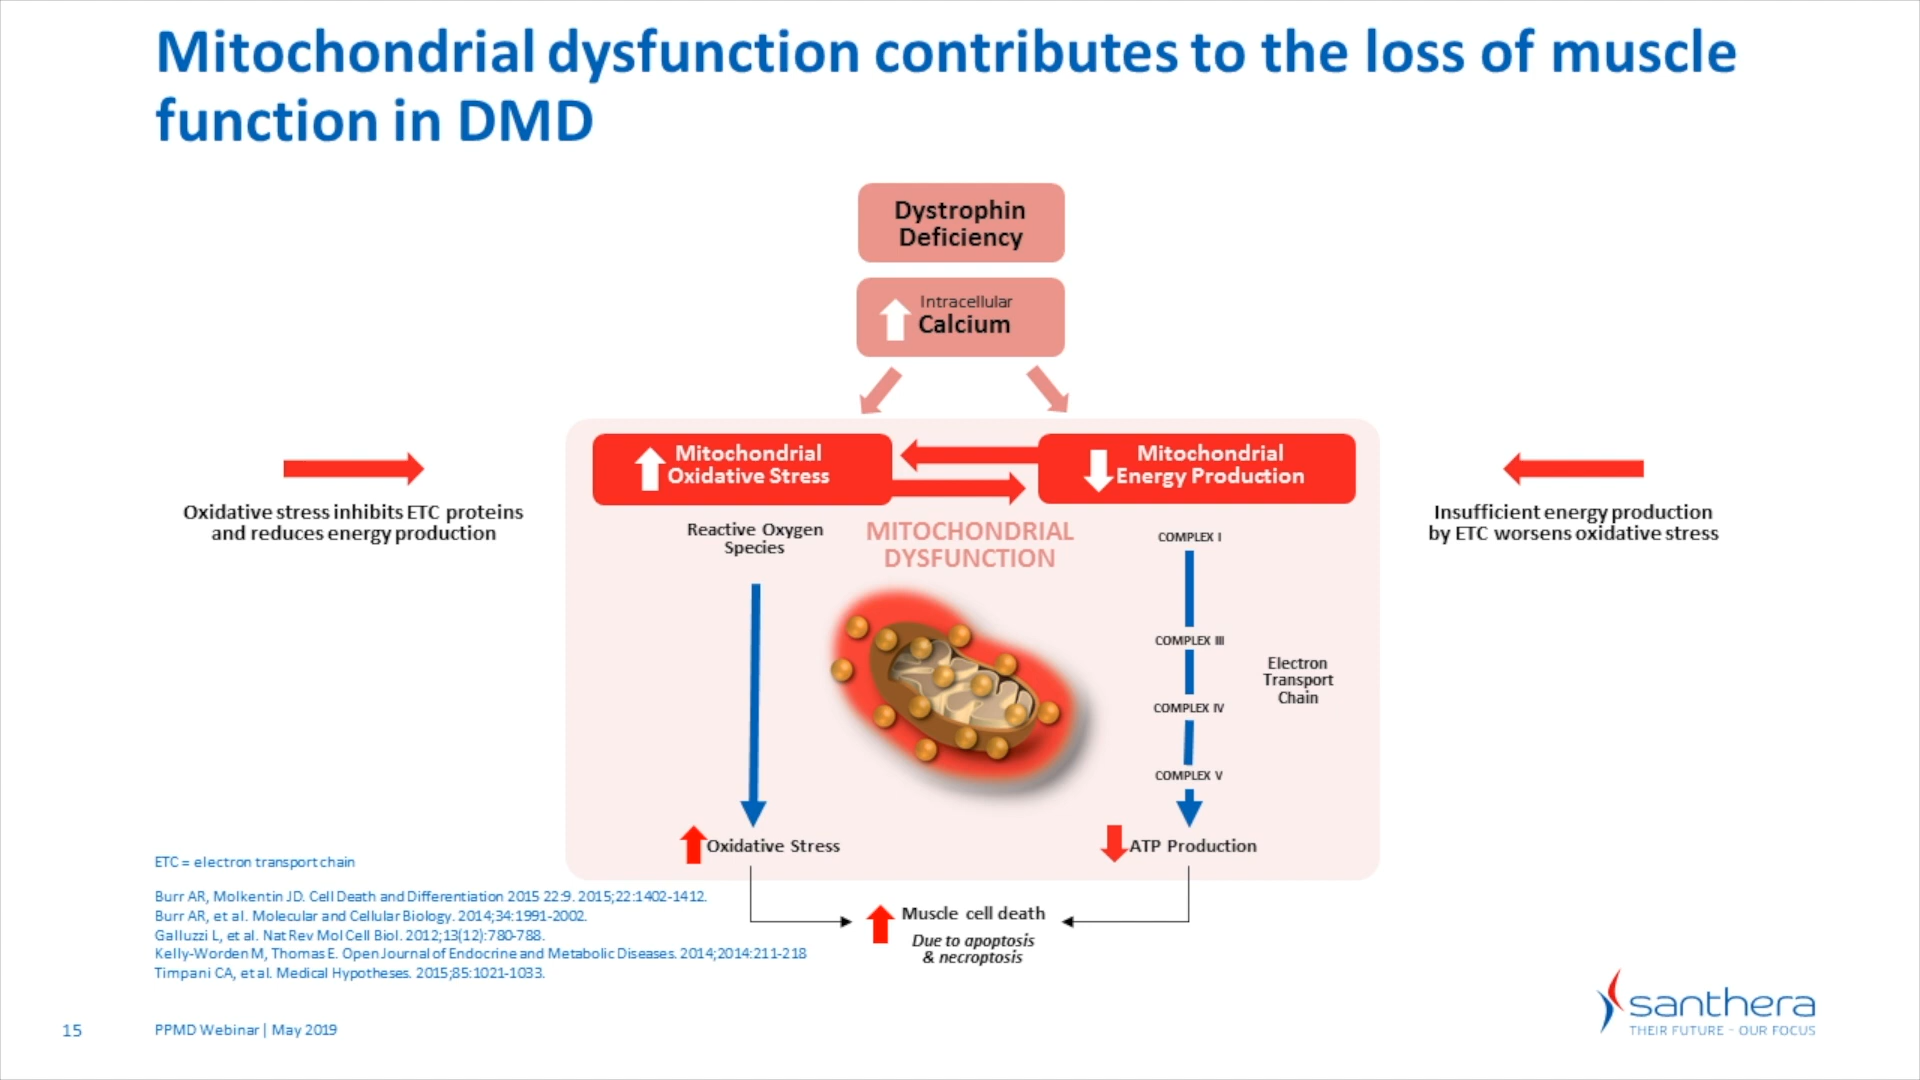 Mitochondrial dysfunction contributes to the loss of muscle
function in DMD
Dystrophin
Deficiency
Intracellular
Calcium
Mitochondrial
Oxidative Stress
Mitochondrial
Energy Production
Oxidative stress inhibits ETC proteins
and reduces energy production
Insufficient energy production
by ETC worsens oxidative stress
Reactive Oxygen
Species
MITOCHONDRIAL
DYSFUNCTION
COMPLEX I
COMPLEX III
COMPLEX IV
COMPLEX V
Electron
Transport
Chain
Oxidative Stress
ATP Production
Muscle cell death
Due to apoptosis
& necroptosis
ETC = electron transport chain
Burr AR, Molkentin JD. Cell Death and Differentiation 2015 22:9. 2015;22:1402-1412.
Burr AR, et al. Molecular and Cellular Biology. 2014;34:1991-2002.
Galluzzi L, et al. Nat Rev Mol Cell Biol. 2012;13(12):780-788.
Kelly-Worden M, Thomas E. Open Journal of Endocrine and Metabolic Diseases. 2014;2014:211-218
Timpani CA, et al. Medical Hypotheses. 2015;85:1021-1033.
15
PPMD Webinar | May 2019
santhera
THEIR FUTURE - OUR FOCUS